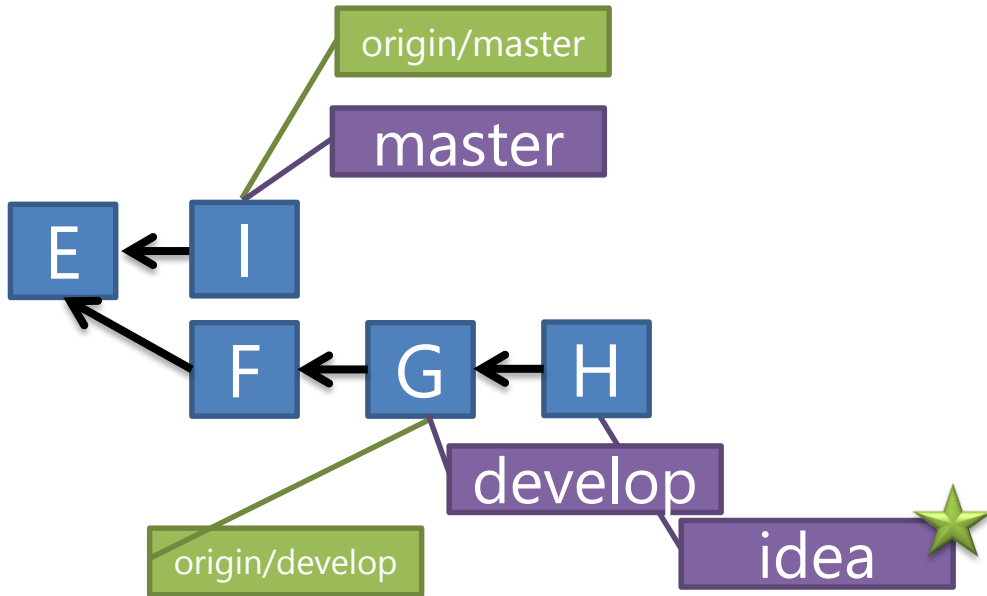 origin/master
master
E
I
F
G
H
develop
origin/develop
idea